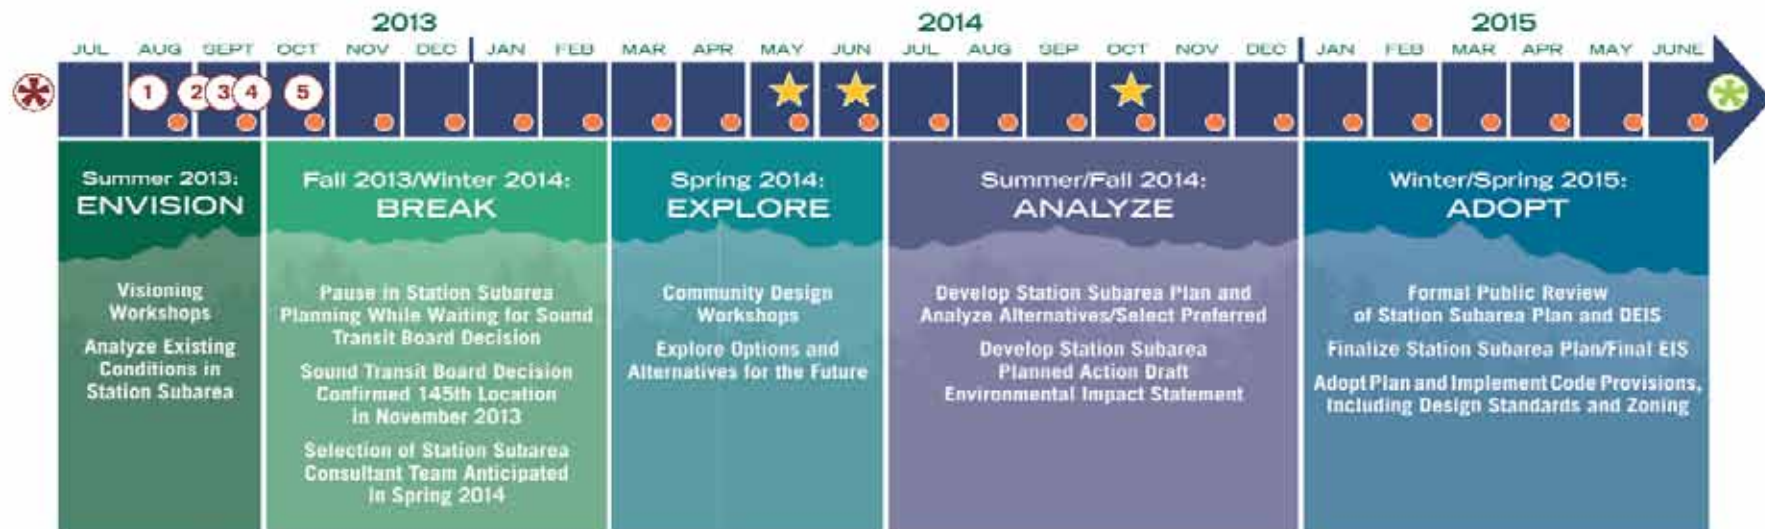 2013
2014
2015
JUL AUG SEPT OCT NOV DEC JAN FEB MAR APR MAY JUN JUL AUG SEP OCT NOV DEC JAN FEB MAR APR MAY JUNE
1 2 3 4 5
Summer 2013:
ENVISION
Visioning
Workshops
Analyze Existing
Conditions in
Station Subarea
Fall 2013/Winter 2014:
BREAK
Pause in Station Subarea
Planning While Waiting for Sound
Transit Board Decision
Sound Transit Board Decision
Confirmed 145th Location
in November 2013
Selection of Station Subarea
Consultant Team Anticipated
in Spring 2014
Spring 2014:
EXPLORE
Community Design
Workshops
Explore Options and
Alternatives for the Future
Summer/Fall 2014:
ANALYZE
Develop Station Subarea Plan and
Analyze Alternatives/Select Preferred
Develop Station Subarea
Planned Action Draft
Environmental Impact Statement
Winter/Spring 2015:
ADOPT
Formal Public Review
of Station Subarea Plan and DEIS
Finalize Station Subarea Plan/Final EIS
Adopt Plan and Implement Code Provisions,
Including Design Standards and Zoning